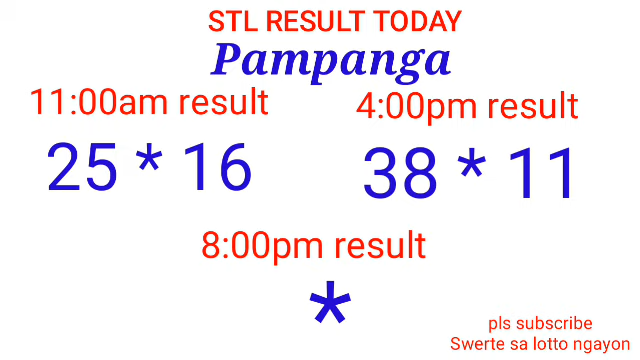 STL RESULT TODAY
Pampanga
11:00am result
25 * 16
4:00pm result
38 * 11
8:00pm result
*
pls subscribe
Swerte sa lotto ngayon